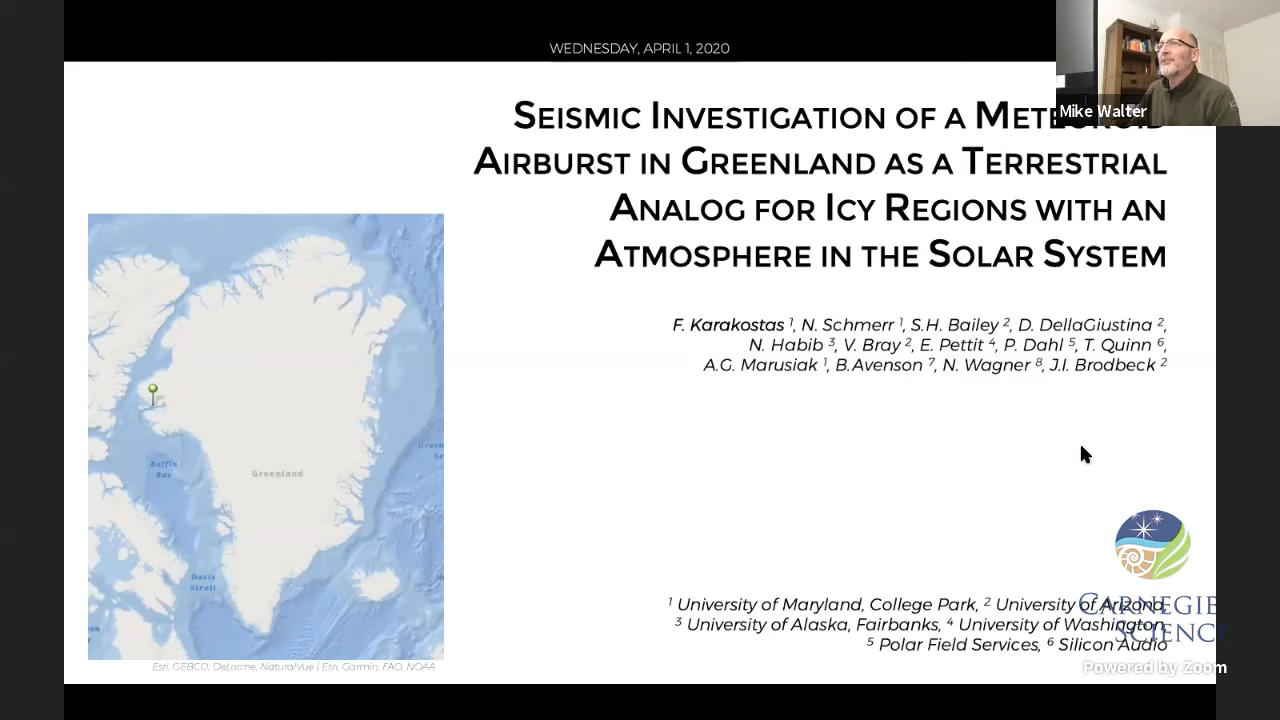 WEDNESDAY, APRIL 1, 2020
Mike Walter
SEISMIC INVESTIGATION OF A METEOROID
AIRBURST IN GREENLAND AS A TERRESTRIAL
ANALOG FOR ICY REGIONS WITH AN
ATMOSPHERE IN THE SOLAR SYSTEM
F. Karakostas ¹, N. Schmerr ¹, S.H. Bailey ², D. DellaGiustina ²,
N. Habib ³, V. Bray ², E. Pettit ⁴, P. Dahl ⁵, T. Quinn ⁶,
A.G. Marusiak ¹, B.Avenson ⁷, N. Wagner ⁸, J.I. Brodbeck ²
Baffin
Bay
Greenland
Davis
Strait
Esri, GEBCO, DeLorme, NaturalVue | Esri, Garmin, FAO, NOAA
¹ University of Maryland, College Park, ² University of Arizona,
³ University of Alaska, Fairbanks, ⁴ University of Washington
⁵ Polar Field Services, ⁶ Silicon Audio
CARNEGIE
SCIENCE
Powered by Zoom